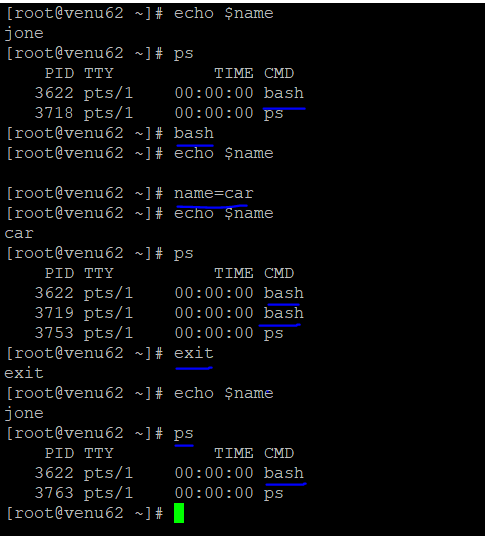 [root@venu62 ~]# echo $name
jone
[root@venu62 ~]# ps
    PID TTY          TIME CMD
   3622 pts/1    00:00:00 bash
   3718 pts/1    00:00:00 ps
[root@venu62 ~]# bash
[root@venu62 ~]# echo $name

[root@venu62 ~]# name=car
[root@venu62 ~]# echo $name
car
[root@venu62 ~]# ps
    PID TTY          TIME CMD
   3622 pts/1    00:00:00 bash
   3719 pts/1    00:00:00 bash
   3753 pts/1    00:00:00 ps
[root@venu62 ~]# exit
exit
[root@venu62 ~]# echo $name
jone
[root@venu62 ~]# ps
    PID TTY          TIME CMD
   3622 pts/1    00:00:00 bash
   3763 pts/1    00:00:00 ps
[root@venu62 ~]#